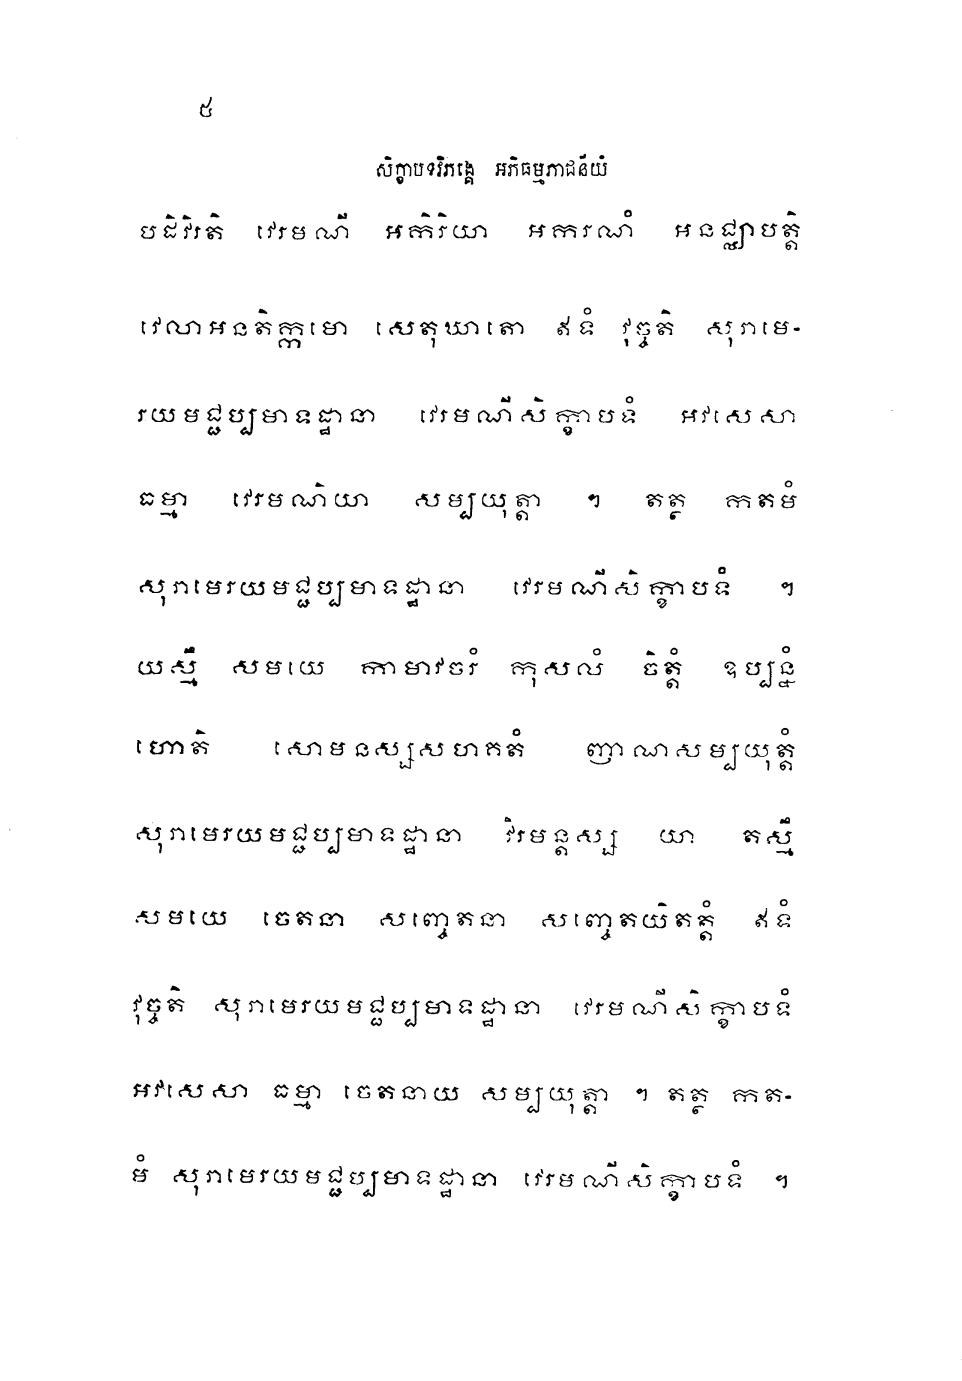 ៥
សិក្ខាបទវិភង្គេ អភិធម្មភាជនីយំ
បដិវិរតិ វេរមណី អកិរិយា អករណំ អនជ្ឈាបត្តិ
វេលាអនតិក្កមោ សេតុឃាតោ ឥទំ វុច្ចតិ សុរាមេ-
រយមជ្ជប្បមាទដ្ឋានា វេរមណីសិក្ខាបទំ អវសេសា
ធម្មា វេរមណិយា សម្បយុត្តា ។ តត្ថ កតមំ
សុរាមេរយមជ្ជប្បមាទដ្ឋានា វេរមណីសិក្ខាបទំ ។
យស្មឹ សមយេ កាមាវចរំ កុសលំ ចិត្តំ ឧប្បន្នំ
ហោតិ សោមនស្សសហគតំ ញាណសម្បយុត្តំ
សុរាមេរយមជ្ជប្បមាទដ្ឋានា វិរមន្តស្ស យា តស្មឹ
សមយេ ចេតនា សញ្ចេតនា សញ្ចេតយិតត្តំ ឥទំ
វុច្ចតិ សុរាមេរយមជ្ជប្បមាទដ្ឋានា វេរមណីសិក្ខាបទំ
អវសេសា ធម្មា ចេតនាយ សម្បយុត្តា ។ តត្ថ កត-
មំ សុរាមេរយមជ្ជប្បមាទដ្ឋានា វេរមណីសិក្ខាបទំ ។